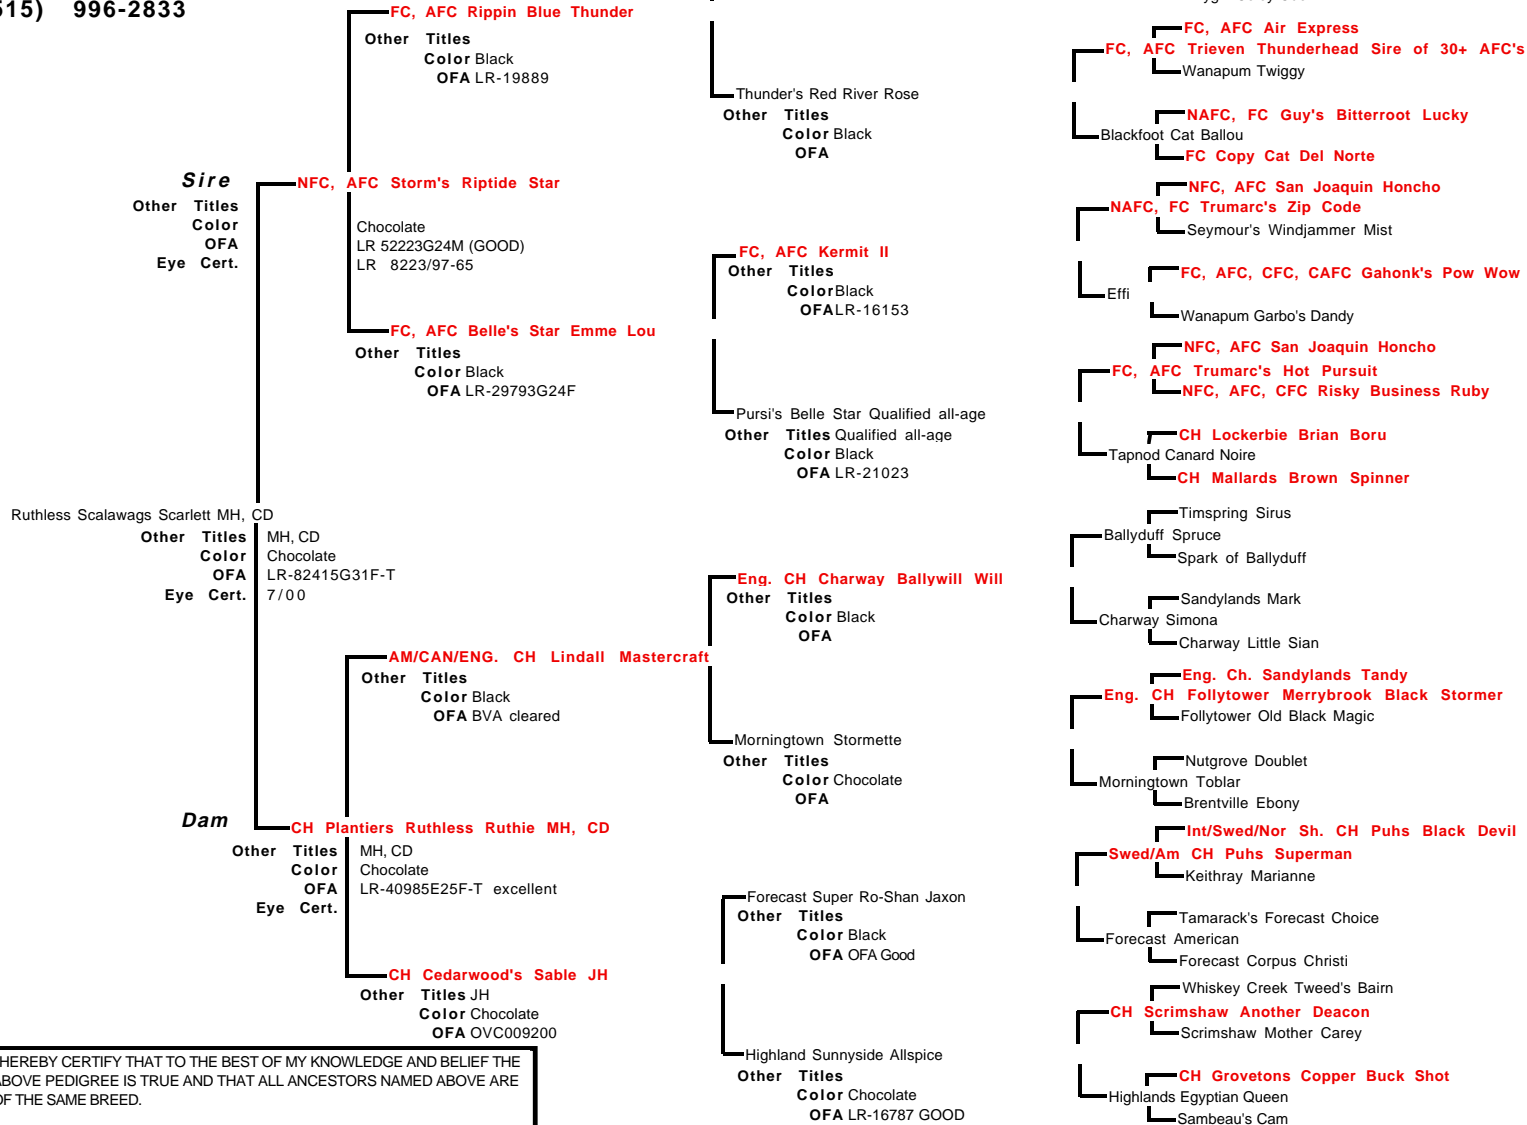 515) 996-2833
Sire
Other Titles
Color
OFA
Eye Cert.
Ruthless Scalawags Scarlett MH, CD
Other Titles MH, CD
Color Chocolate
OFA LR-82415G31F-T
Eye Cert. 7/00
Dam
FC, AFC Rippin Blue Thunder
Other Titles
Color Black
OFA LR-19889
NFC, AFC Storm's Riptide Star
Chocolate
LR 52223G24M (GOOD)
LR 8223/97-65
FC, AFC Belle's Star Emme Lou
Other Titles
Color Black
OFA LR-29793G24F
AM/CAN/ENG. CH Lindall Mastercraft
Other Titles
Color Black
OFA BVA cleared
CH Plantiers Ruthless Ruthie MH, CD
Other Titles MH, CD
Color Chocolate
OFA LR-40985E25F-T excellent
Eye Cert.
CH Cedarwood's Sable JH
Other Titles JH
Color Chocolate
OFA OVC009200
HEREBY CERTIFY THAT TO THE BEST OF MY KNOWLEDGE AND BELIEF THE
ABOVE PEDIGREE IS TRUE AND THAT ALL ANCESTORS NAMED ABOVE ARE
OF THE SAME BREED.
Thunder's Red River Rose
Other Titles
Color Black
OFA
FC, AFC Kermit II
Other Titles
Color Black
OFA LR-16153
Pursi's Belle Star Qualified all-age
Other Titles Qualified all-age
Color Black
OFA LR-21023
Eng. CH Charway Ballywill Will
Other Titles
Color Black
OFA
Morningtown Stormette
Other Titles
Color Chocolate
OFA
Forecast Super Ro-Shan Jaxon
Other Titles
Color Black
OFA OFA Good
Highland Sunnyside Allspice
Other Titles
Color Chocolate
OFA LR-16787 GOOD
FC, AFC Air Express
FC, AFC Trieven Thunderhead Sire of 30+ AFC's
Wanapum Twiggy
NAFC, FC Guy's Bitterroot Lucky
Blackfoot Cat Ballou
FC Copy Cat Del Norte
NFC, AFC San Joaquin Honcho
NAFC, FC Trumarc's Zip Code
Seymour's Windjammer Mist
FC, AFC, CFC, CAFC Gahonk's Pow Wow
Effi
Wanapum Garbo's Dandy
NFC, AFC San Joaquin Honcho
FC, AFC Trumarc's Hot Pursuit
NFC, AFC, CFC Risky Business Ruby
CH Lockerbie Brian Boru
Tapnod Canard Noire
CH Mallards Brown Spinner
Timspring Sirus
Ballyduff Spruce
Spark of Ballyduff
Sandylands Mark
Charway Simona
Charway Little Sian
Eng. Ch. Sandylands Tandy
Eng. CH Follytower Merrybrook Black Stormer
Follytower Old Black Magic
Nutgrove Doublet
Morningtown Toblar
Brentville Ebony
Int/Swed/Nor Sh. CH Puhs Black Devil
Swed/Am CH Puhs Superman
Keithray Marianne
Tamarack's Forecast Choice
Forecast American
Forecast Corpus Christi
Whiskey Creek Tweed's Bairn
CH Scrimshaw Another Deacon
Scrimshaw Mother Carey
CH Grovetons Copper Buck Shot
Highlands Egyptian Queen
Sambeau's Cam